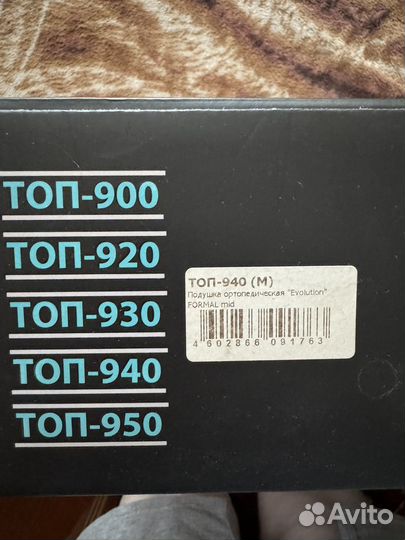 ТОП-900
ТОП-920
ТОП-930
ТОП-940
ТОП-950
ТОП-940 (М)
Подушка ортопедическая "Evolution"
FORMAL mid
4 602866 091763
Avito